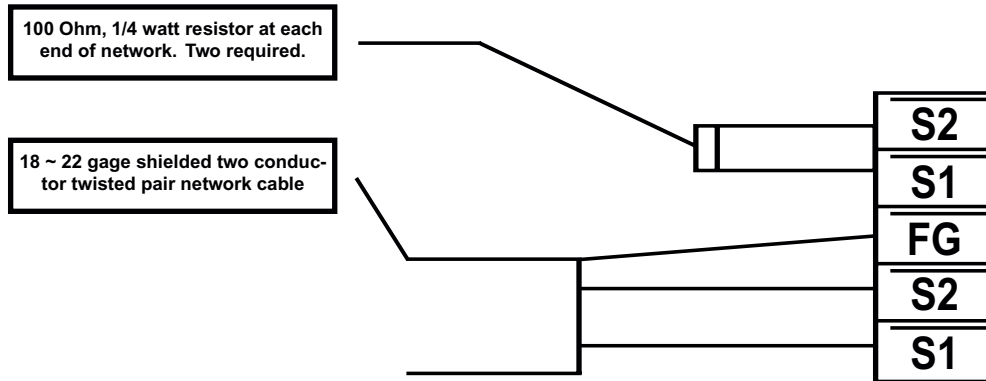 100 Ohm, 1/4 watt resistor at each
end of network. Two required.
18 ~ 22 gage shielded two conduc-
tor twisted pair network cable
S2
S1
FG
S2
S1